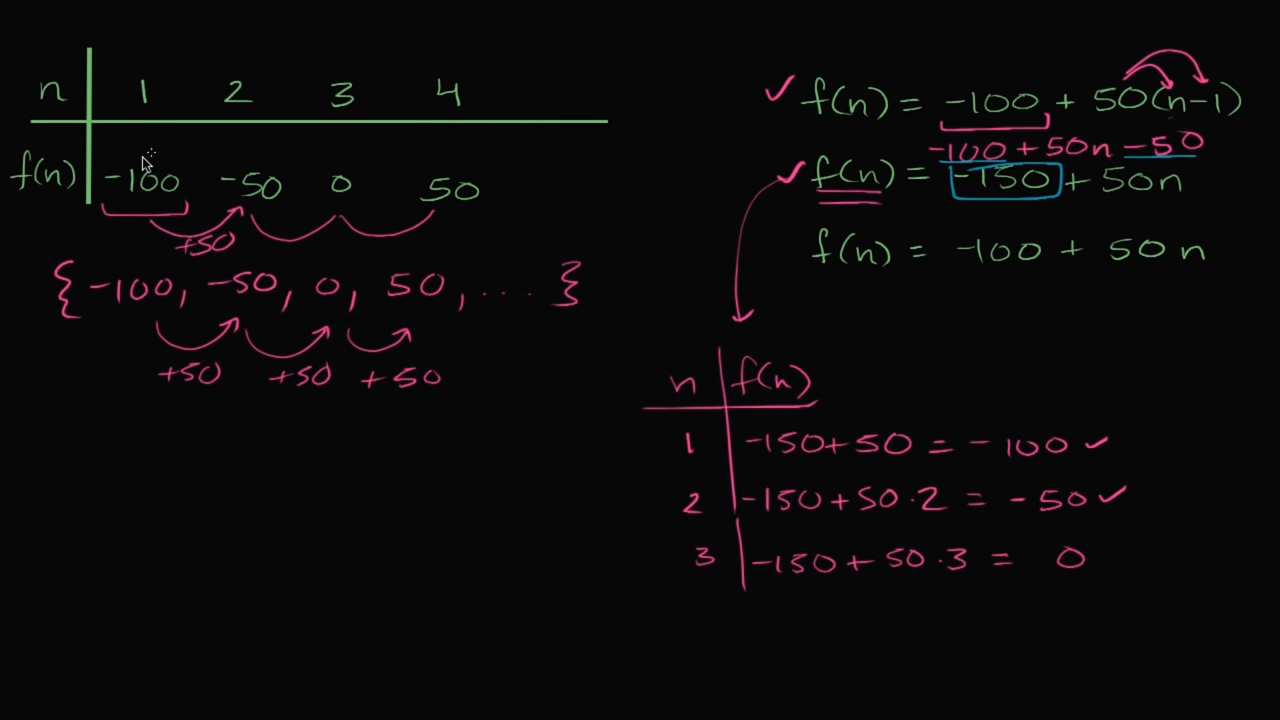 n 1 2 3 4
f(n) -100 -50 0 50
+50
{-100, -50, 0, 50, ... }
+50 +50 +50
✓ f(n) = -100 + 50(n-1)
-100 + 50n - 50
✓ f(n) = -150 + 50n
f(n) = -100 + 50n
n f(n)
1 -150+50 = -100 ✓
2 -150+50·2 = -50 ✓
3 -150+50·3 = 0